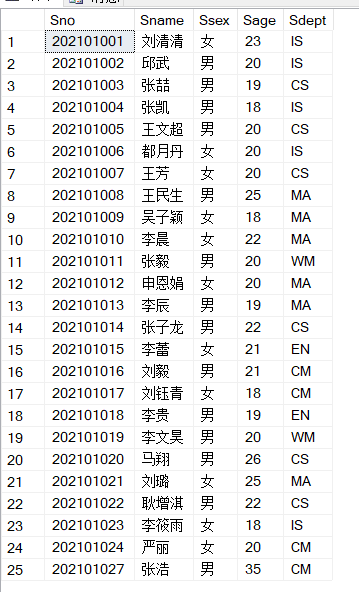 Sno Sname Ssex Sage Sdept
1 202101001 刘清清 女 23 IS
2 202101002 邱武 男 20 IS
3 202101003 张喆 男 19 CS
4 202101004 张凯 男 18 IS
5 202101005 王文超 男 20 CS
6 202101006 都月丹 女 20 IS
7 202101007 王芳 女 20 CS
8 202101008 王民生 男 25 MA
9 202101009 吴子颖 女 18 MA
10 202101010 李晨 女 22 MA
11 202101011 张毅 男 20 WM
12 202101012 申恩娟 女 20 MA
13 202101013 李辰 男 19 MA
14 202101014 张子龙 男 22 CS
15 202101015 李蕾 女 21 EN
16 202101016 刘毅 男 21 CM
17 202101017 刘钰青 女 18 CM
18 202101018 李贵 男 19 EN
19 202101019 李文昊 男 20 WM
20 202101020 马翔 男 26 CS
21 202101021 刘璐 女 25 MA
22 202101022 耿增淇 男 22 CS
23 202101023 李筱雨 女 18 IS
24 202101024 严丽 女 20 CM
25 202101027 张浩 男 35 CM